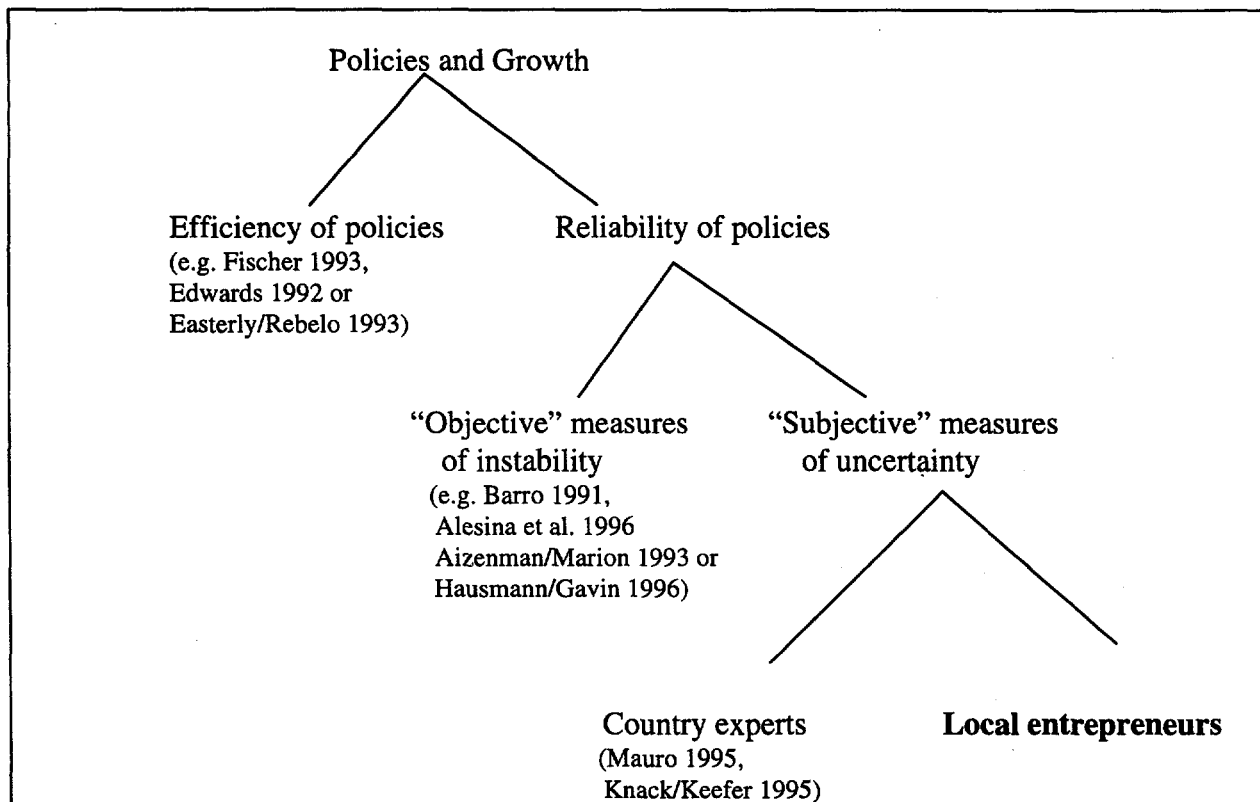 Policies and Growth
Efficiency of policies
(e.g. Fischer 1993,
Edwards 1992 or
Easterly/Rebelo 1993)
Reliability of policies
“Objective” measures
of instability
(e.g. Barro 1991,
Alesina et al. 1996
Aizenman/Marion 1993 or
Hausmann/Gavin 1996)
“Subjective” measures
of uncertainty
Country experts
(Mauro 1995,
Knack/Keefer 1995)
Local entrepreneurs